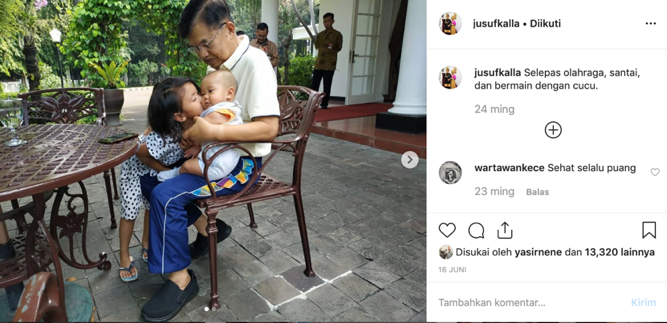 jusufkalla • Diikuti
jusufkalla Selepas olahraga, santai,
dan bermain dengan cucu.
24 ming
wartawankece Sehat selalu puang
23 ming Balas
Disukai oleh yasirnene dan 13,320 lainnya
16 JUNI
Tambahkan komentar...
Kirim